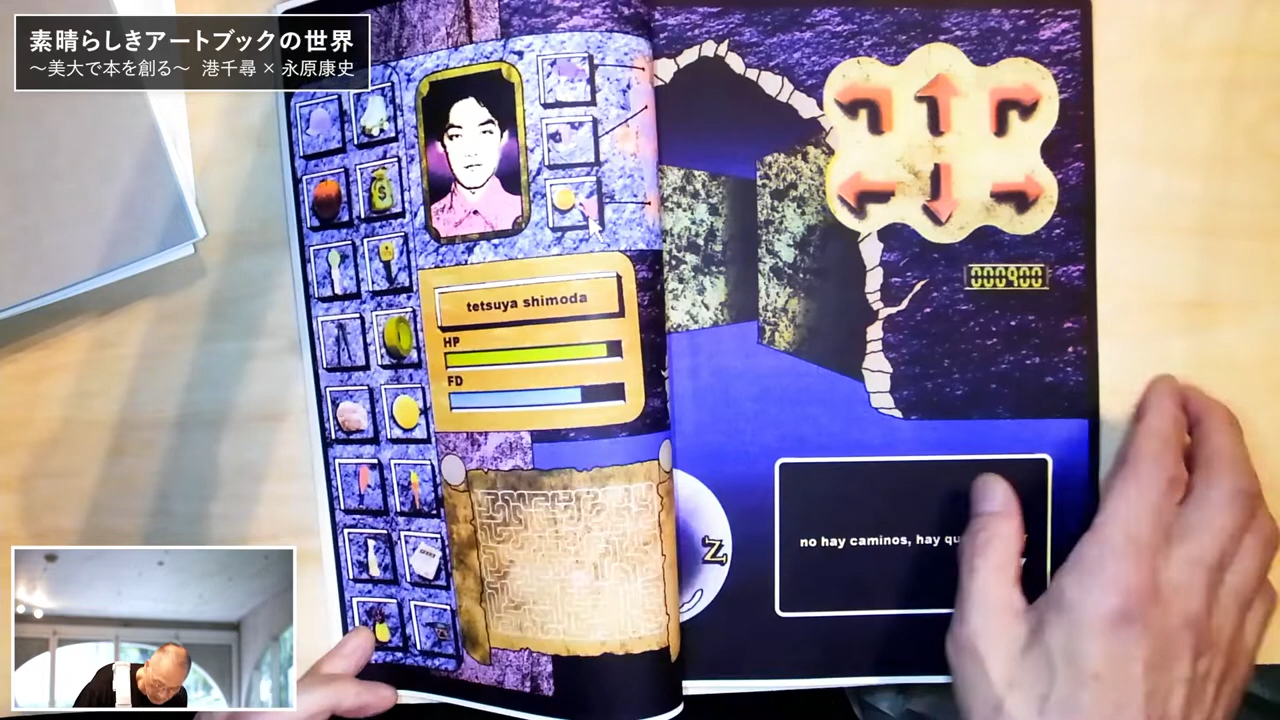 素晴らしきアートブックの世界
～美大で本を創る～ 港千尋 × 永原康史
$
tetsuya shimoda
HP
FD
000900
no hay caminos, hay
Z